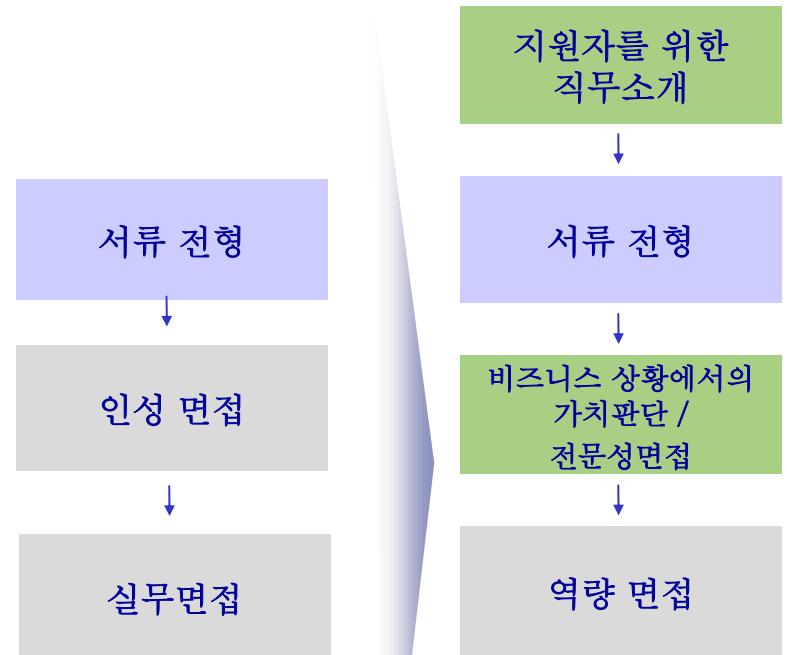 서류 전형
인성 면접
실무면접
지원자를 위한
직무소개
서류 전형
비즈니스 상황에서의
가치판단 /
전문성면접
역량 면접